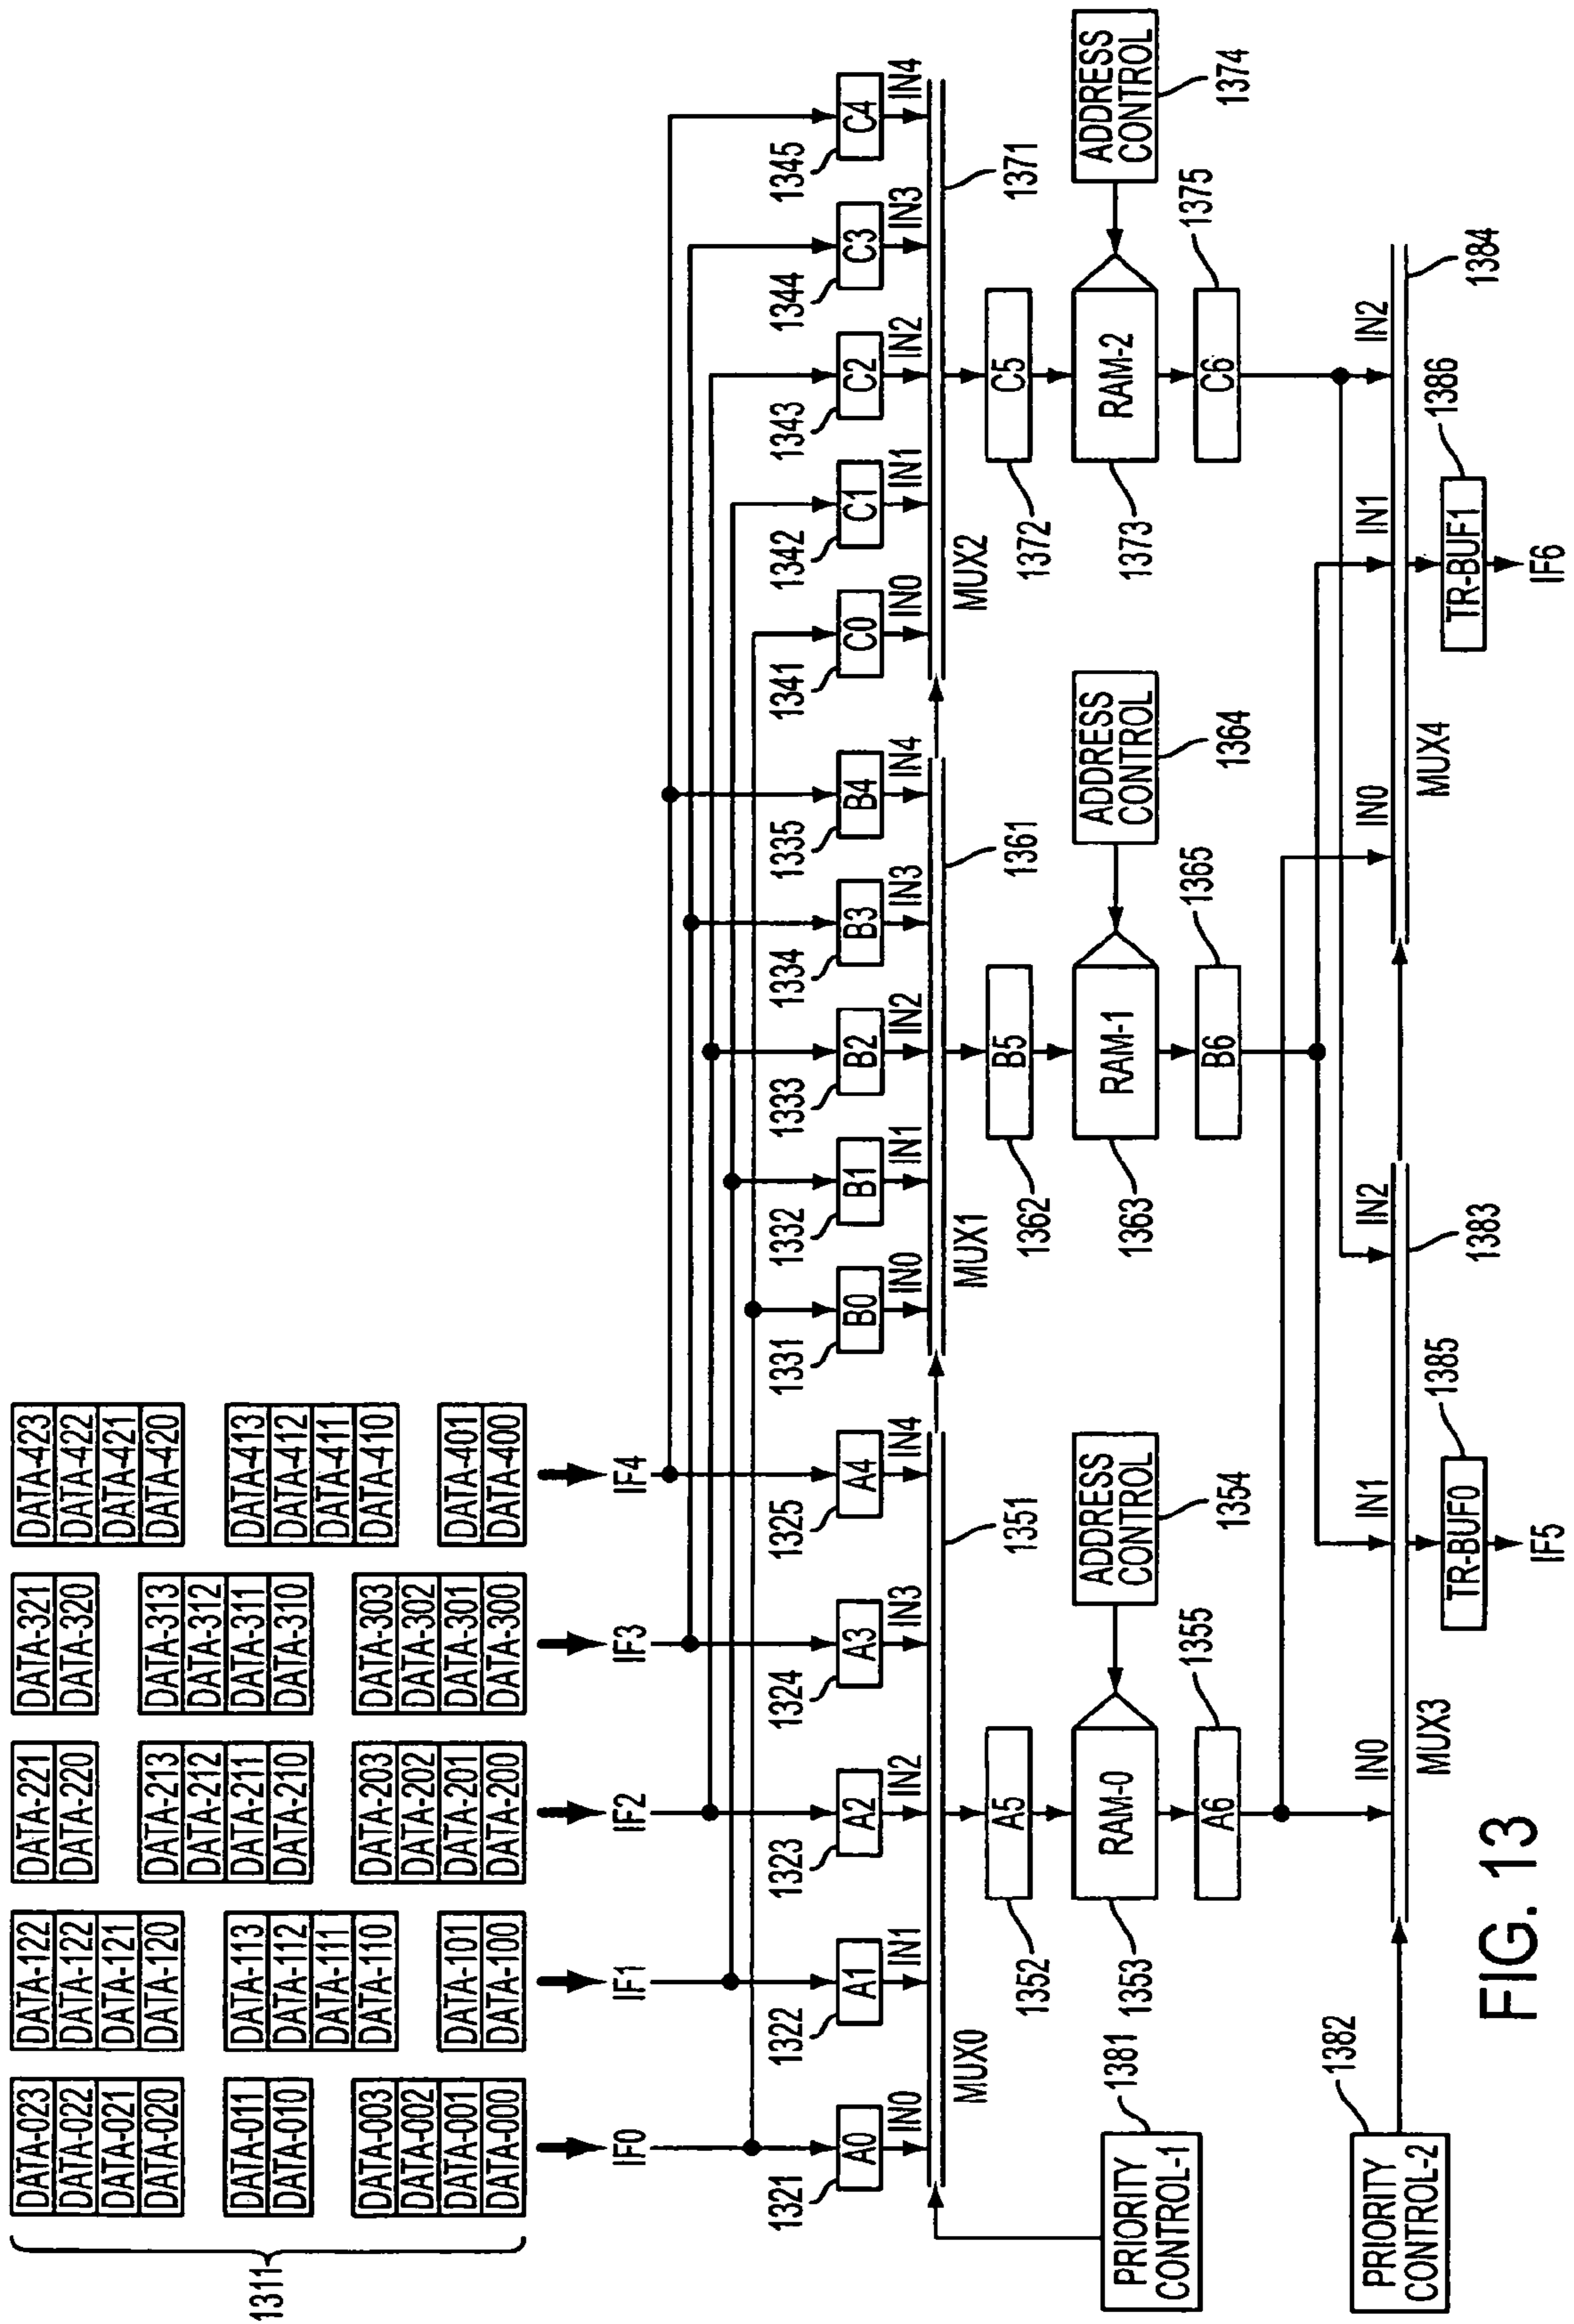 1311
DATA-023
DATA-022
DATA-021
DATA-020
DATA-011
DATA-010
DATA-003
DATA-002
DATA-001
DATA-000
DATA-122
DATA-122
DATA-121
DATA-120
DATA-113
DATA-112
DATA-111
DATA-110
DATA-101
DATA-100
DATA-221
DATA-220
DATA-213
DATA-212
DATA-211
DATA-210
DATA-203
DATA-202
DATA-201
DATA-200
DATA-321
DATA-320
DATA-313
DATA-312
DATA-311
DATA-310
DATA-303
DATA-302
DATA-301
DATA-300
DATA-423
DATA-422
DATA-421
DATA-420
DATA-413
DATA-412
DATA-411
DATA-410
DATA-401
DATA-400
IF0
IF1
IF2
IF3
IF4
1321
A0
IN0
1322
A1
IN1
1323
A2
IN2
1324
A3
IN3
1325
A4
IN4
1331
B0
IN0
1332
B1
IN1
1333
B2
IN2
1334
B3
IN3
1335
B4
IN4
1341
C0
IN0
1342
C1
IN1
1343
C2
IN2
1344
C3
IN3
1345
C4
IN4
MUX0
1351
MUX1
1361
MUX2
1371
PRIORITY
CONTROL-1
1381
1352
A5
1353
RAM-0
ADDRESS
CONTROL
1354
A6
1355
1362
B5
1363
RAM-1
ADDRESS
CONTROL
1364
B6
1365
1372
C5
1373
RAM-2
ADDRESS
CONTROL
1374
C6
1375
PRIORITY
CONTROL-2
1382
IN0
IN1
IN2
MUX3
1383
IN0
IN1
IN2
MUX4
1384
TR-BUF0
1385
IF5
TR-BUF1
1386
IF6
FIG. 13